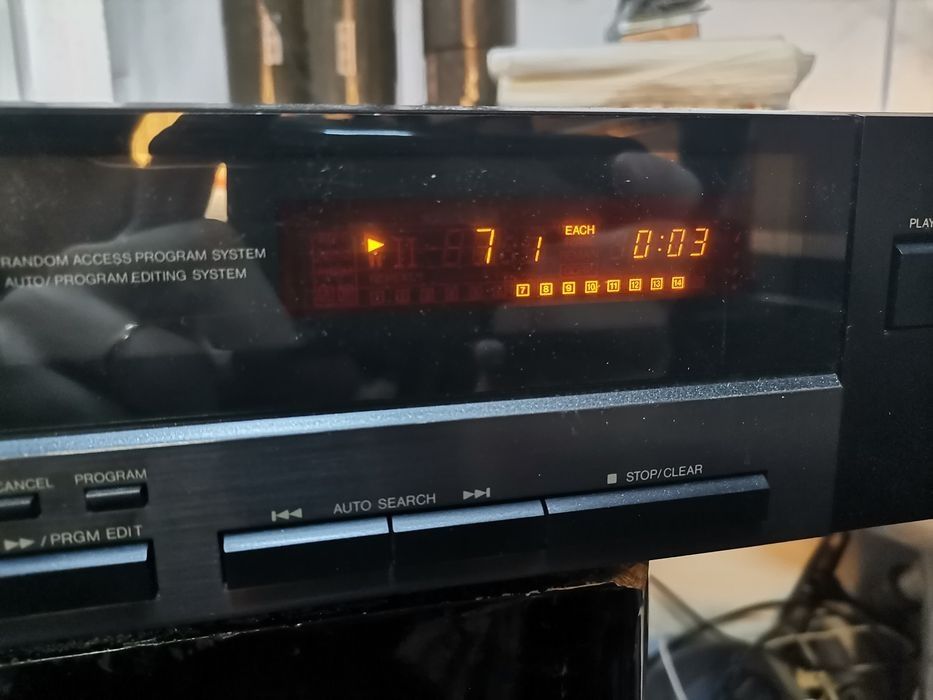 RANDOM ACCESS PROGRAM SYSTEM
AUTO/PROGRAM EDITING SYSTEM
7 1 EACH 0:03
7 8 9 10 11 12 13 14
PLAY
CANCEL PROGRAM
/PRGM EDIT
AUTO SEARCH
STOP/CLEAR